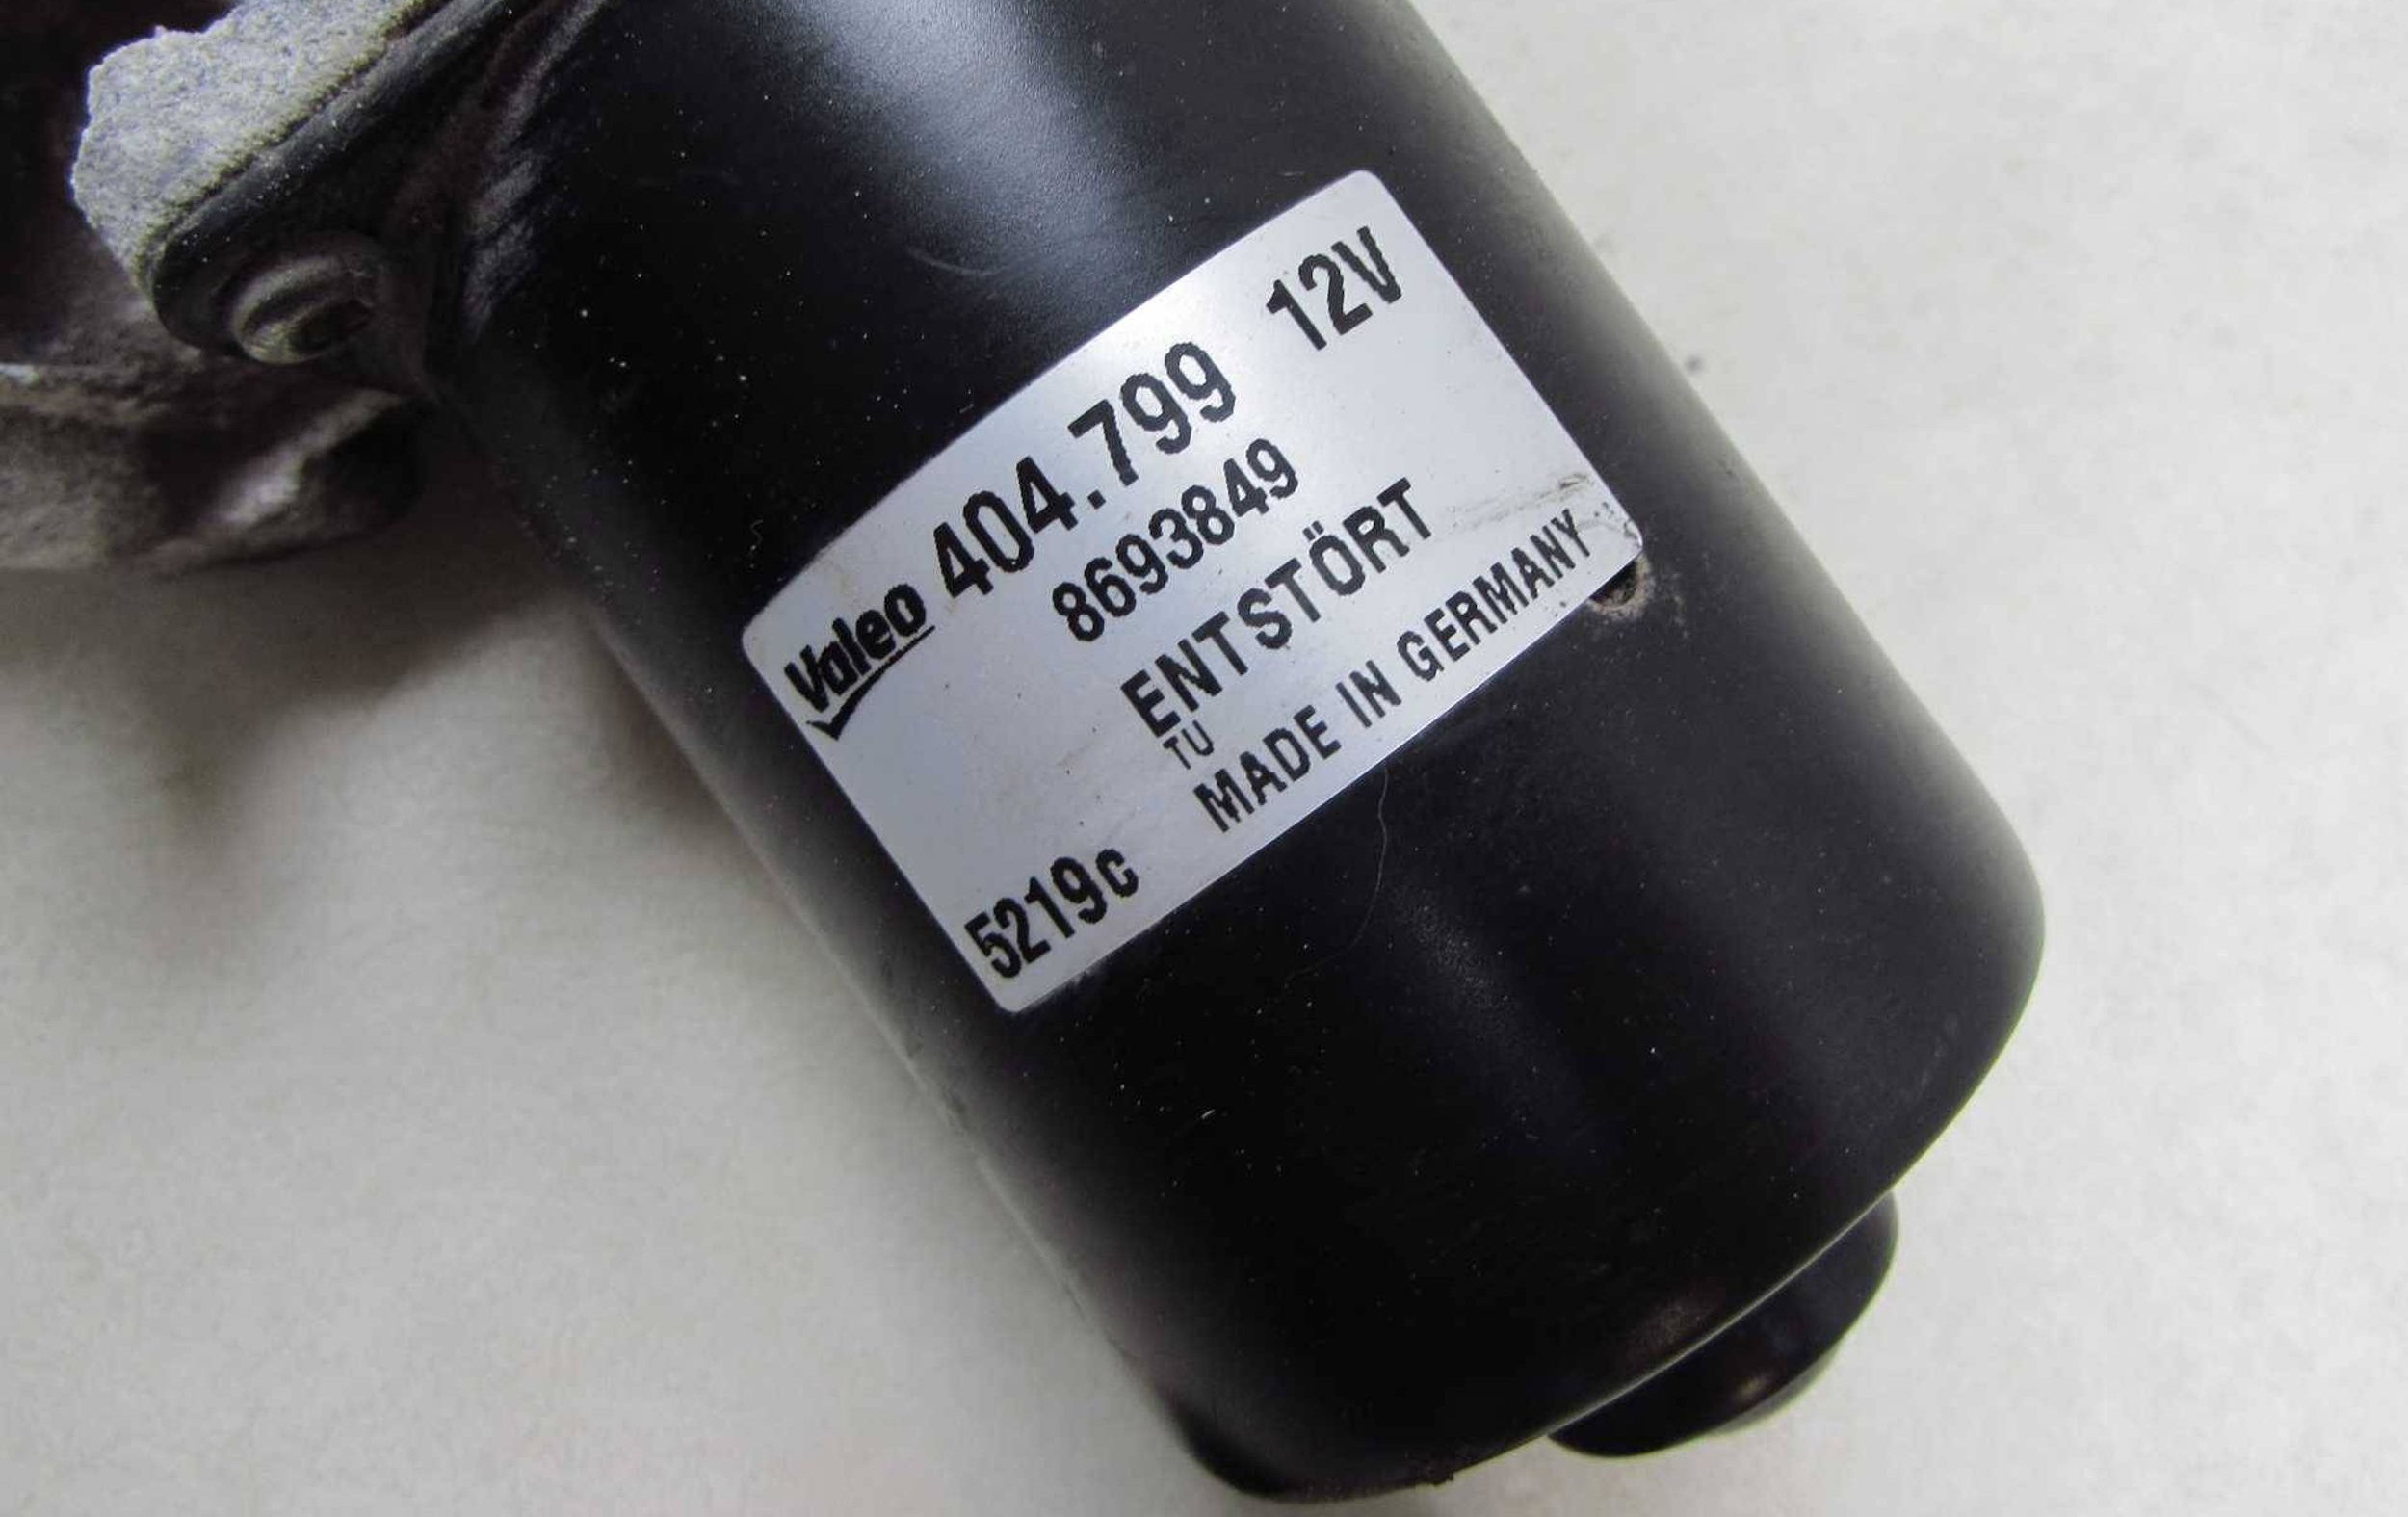 Valeo 404.799 12V
8693849
ENTSTÖRT
TU
MADE IN GERMANY
5219c